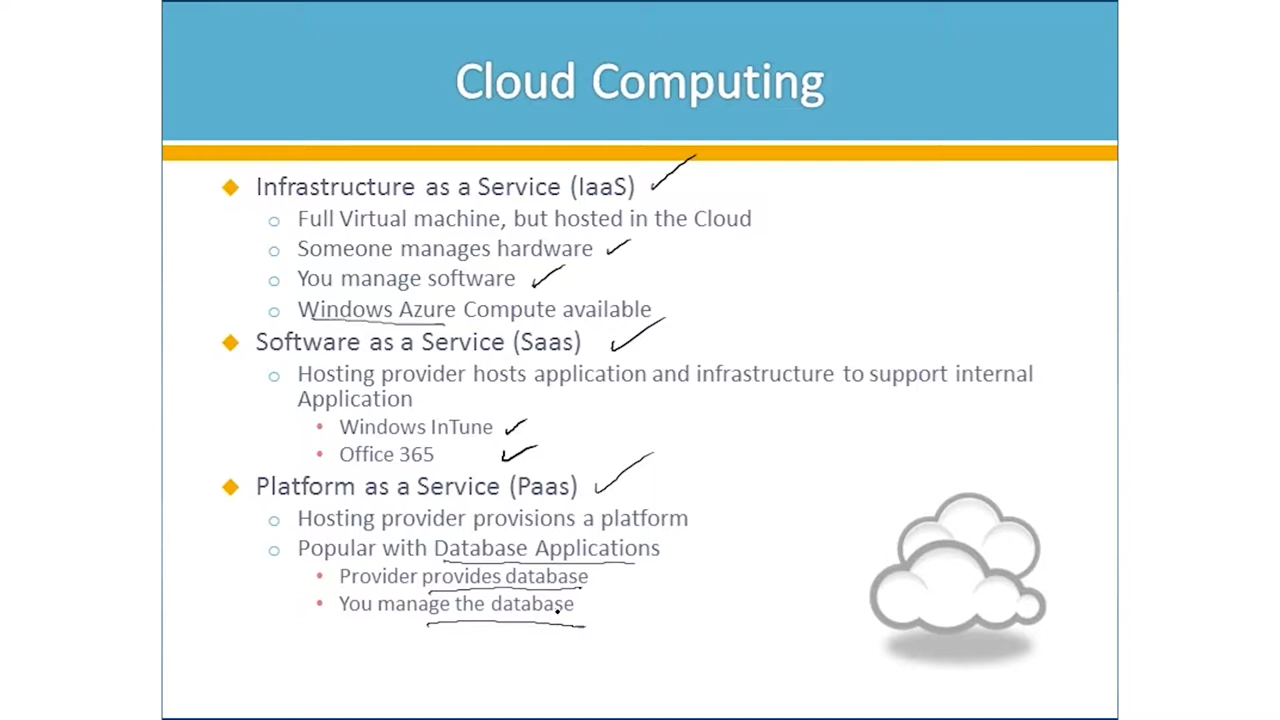 Cloud Computing
Infrastructure as a Service (IaaS)
Full Virtual machine, but hosted in the Cloud
Someone manages hardware
You manage software
Windows Azure Compute available
Software as a Service (Saas)
Hosting provider hosts application and infrastructure to support internal
Application
Windows InTune
Office 365
Platform as a Service (Paas)
Hosting provider provisions a platform
Popular with Database Applications
Provider provides database
You manage the database